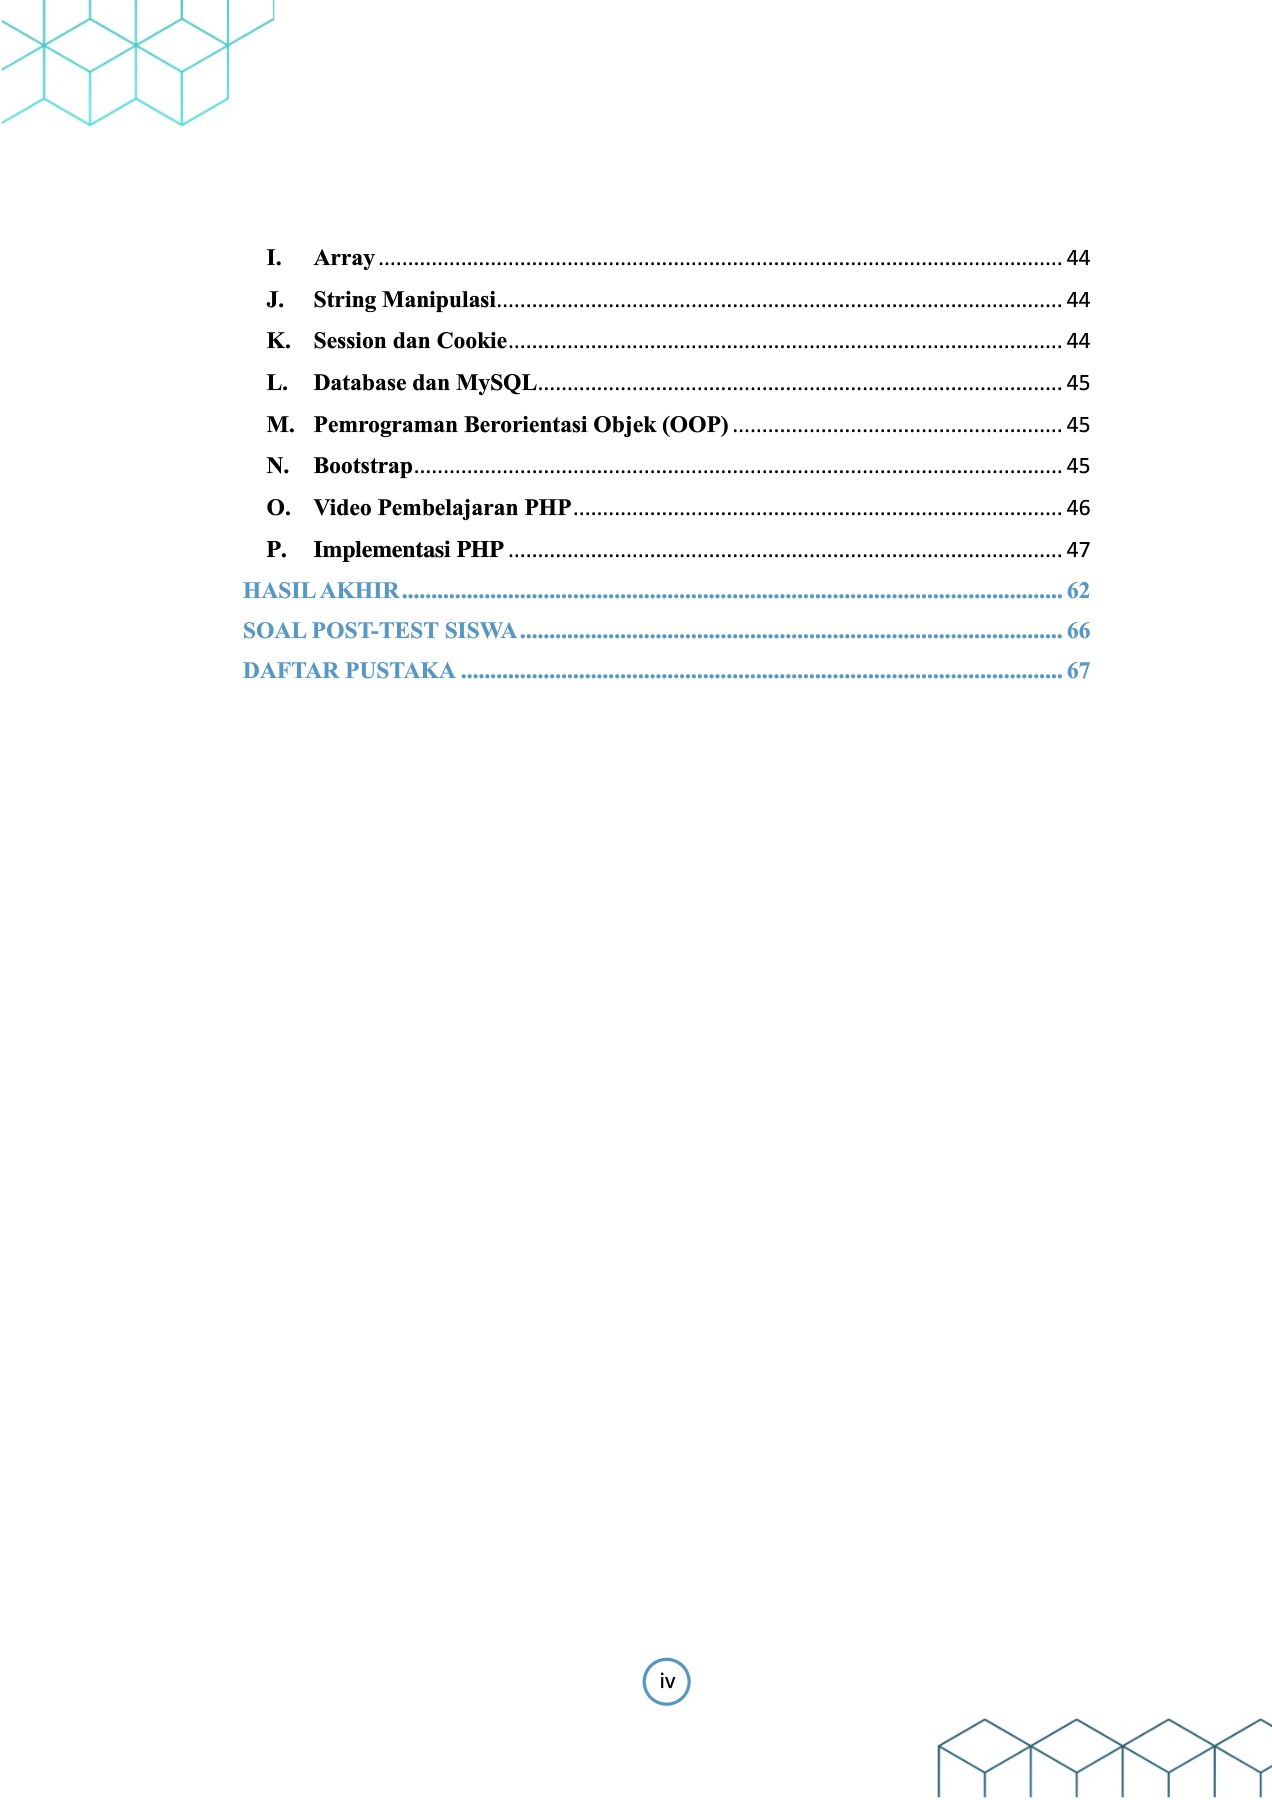 I. Array ........................................................................................................................ 44
J. String Manipulasi.................................................................................................. 44
K. Session dan Cookie................................................................................................ 44
L. Database dan MySQL........................................................................................... 45
M. Pemrograman Berorientasi Objek (OOP) .......................................................... 45
N. Bootstrap................................................................................................................. 45
O. Video Pembelajaran PHP..................................................................................... 46
P. Implementasi PHP ................................................................................................ 47
HASIL AKHIR................................................................................................................... 62
SOAL POST-TEST SISWA............................................................................................... 66
DAFTAR PUSTAKA ......................................................................................................... 67
iv